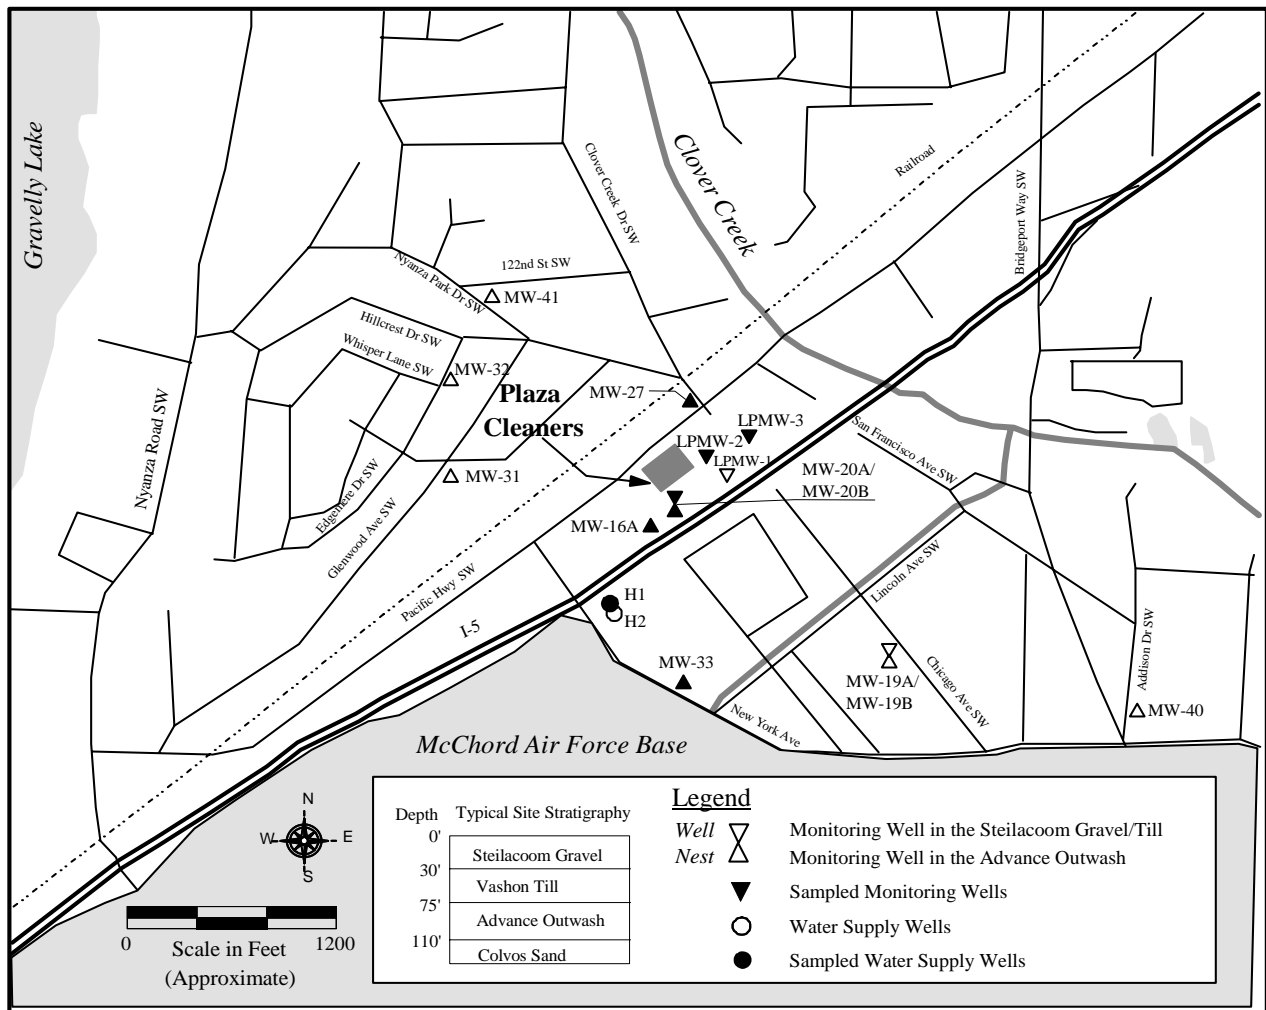 Gravelly Lake
Clover Creek
Railroad
Clover Creek Dr SW
Bridgeport Way SW
122nd St SW
Nyanza Park Dr SW
MW-41
Hillcrest Dr SW
Whisper Lane SW
MW-32
Plaza
Cleaners
MW-27
LPMW-3
LPMW-2
LPMW-1
San Francisco Ave SW
Nyanza Road SW
MW-31
MW-20A/
MW-20B
Edgemere Dr SW
Glenwood Ave SW
MW-16A
Lincoln Ave SW
Pacific Hwy SW
I-5
H1
H2
Addison Dr SW
MW-33
MW-19A/
MW-19B
Chicago Ave SW
MW-40
New York Ave
McChord Air Force Base
N
W
E
S
0
1200
Scale in Feet
(Approximate)
Depth
Typical Site Stratigraphy
0'
Steilacoom Gravel
30'
Vashon Till
75'
Advance Outwash
110'
Colvos Sand
Legend
Well
Nest
Monitoring Well in the Steilacoom Gravel/Till
Monitoring Well in the Advance Outwash
Sampled Monitoring Wells
Water Supply Wells
Sampled Water Supply Wells